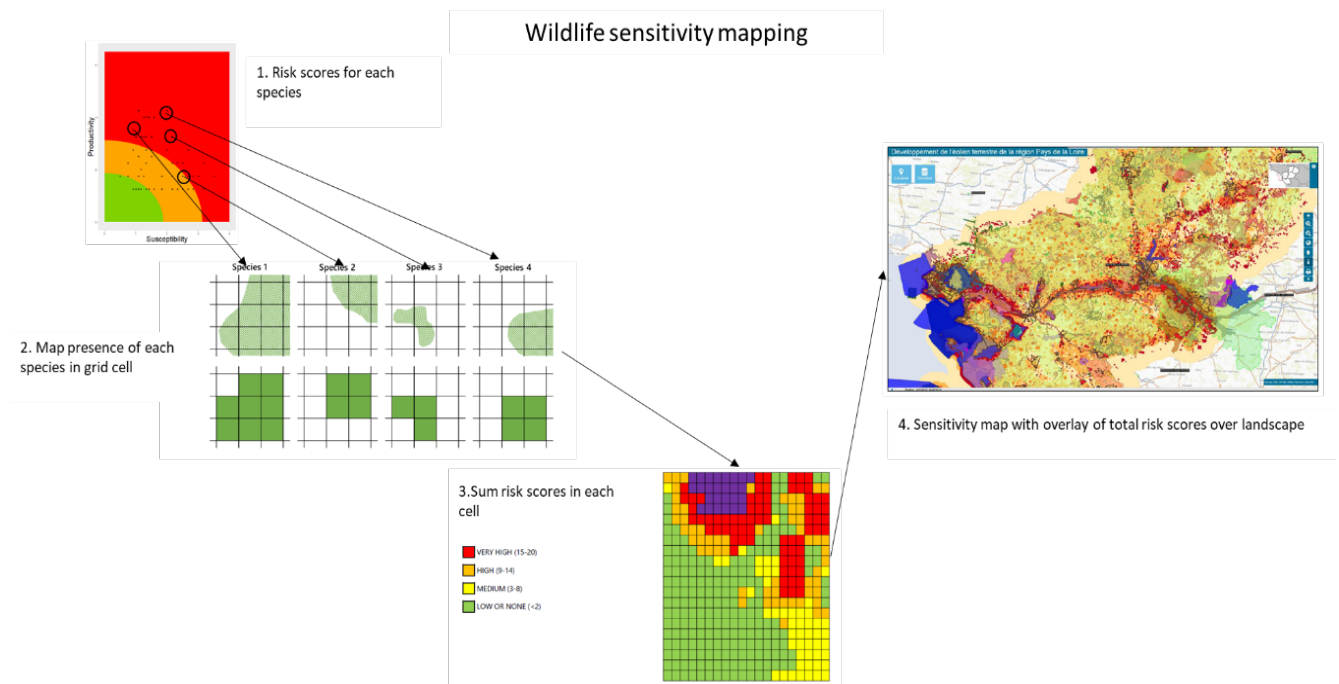 Wildlife sensitivity mapping
1. Risk scores for each
species
Productivity
Susceptibility
Species 1
Species 2
Species 3
Species 4
2. Map presence of each
species in grid cell
Développement de l'éolien terrestre de la région Pays de la Loire
4. Sensitivity map with overlay of total risk scores over landscape
3.Sum risk scores in each
cell
VERY HIGH (15-20)
HIGH (9-14)
MEDIUM (3-8)
LOW OR NONE (<2)